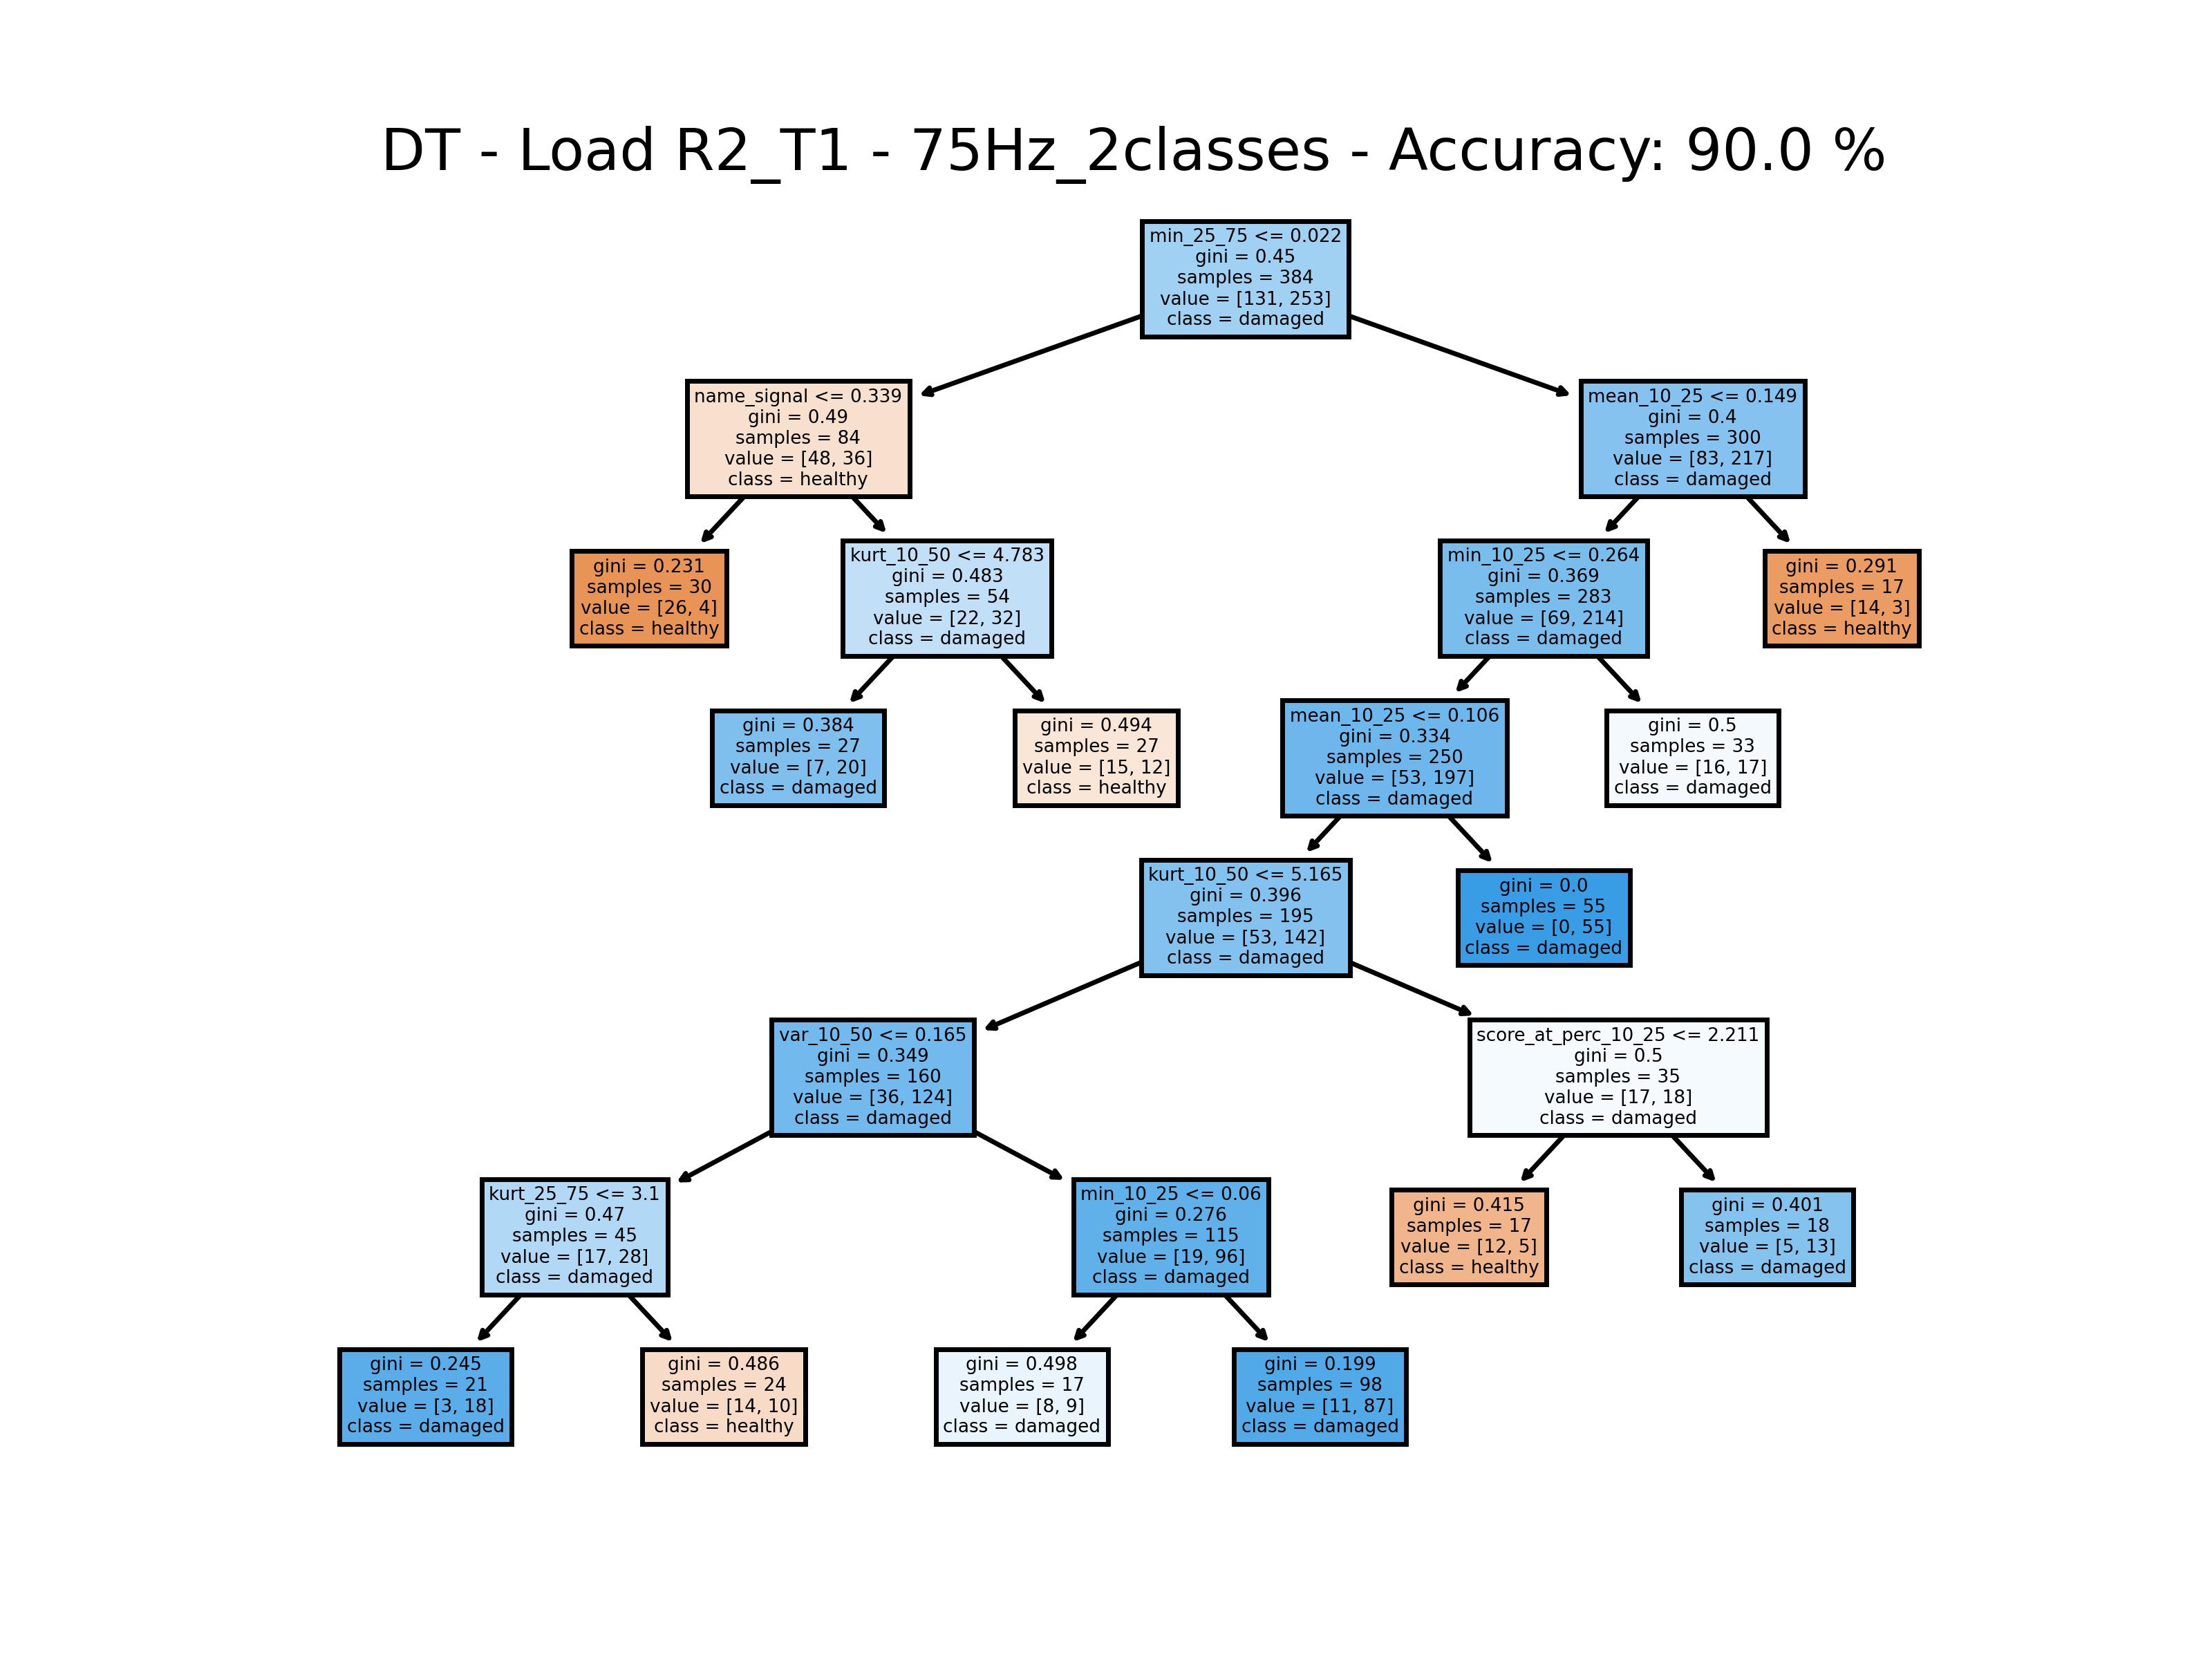 DT - Load R2_T1 - 75Hz_2classes - Accuracy: 90.0 %
min_25_75 <= 0.022
gini = 0.45
samples = 384
value = [131, 253]
class = damaged
name_signal <= 0.339
gini = 0.49
samples = 84
value = [48, 36]
class = healthy
mean_10_25 <= 0.149
gini = 0.4
samples = 300
value = [83, 217]
class = damaged
gini = 0.231
samples = 30
value = [26, 4]
class = healthy
kurt_10_50 <= 4.783
gini = 0.483
samples = 54
value = [22, 32]
class = damaged
min_10_25 <= 0.264
gini = 0.369
samples = 283
value = [69, 214]
class = damaged
gini = 0.291
samples = 17
value = [14, 3]
class = healthy
gini = 0.384
samples = 27
value = [7, 20]
class = damaged
gini = 0.494
samples = 27
value = [15, 12]
class = healthy
mean_10_25 <= 0.106
gini = 0.334
samples = 250
value = [53, 197]
class = damaged
gini = 0.5
samples = 33
value = [16, 17]
class = damaged
kurt_10_50 <= 5.165
gini = 0.396
samples = 195
value = [53, 142]
class = damaged
gini = 0.0
samples = 55
value = [0, 55]
class = damaged
var_10_50 <= 0.165
gini = 0.349
samples = 160
value = [36, 124]
class = damaged
score_at_perc_10_25 <= 2.211
gini = 0.5
samples = 35
value = [17, 18]
class = damaged
kurt_25_75 <= 3.1
gini = 0.47
samples = 45
value = [17, 28]
class = damaged
min_10_25 <= 0.06
gini = 0.276
samples = 115
value = [19, 96]
class = damaged
gini = 0.415
samples = 17
value = [12, 5]
class = healthy
gini = 0.401
samples = 18
value = [5, 13]
class = damaged
gini = 0.245
samples = 21
value = [3, 18]
class = damaged
gini = 0.486
samples = 24
value = [14, 10]
class = healthy
gini = 0.498
samples = 17
value = [8, 9]
class = damaged
gini = 0.199
samples = 98
value = [11, 87]
class = damaged